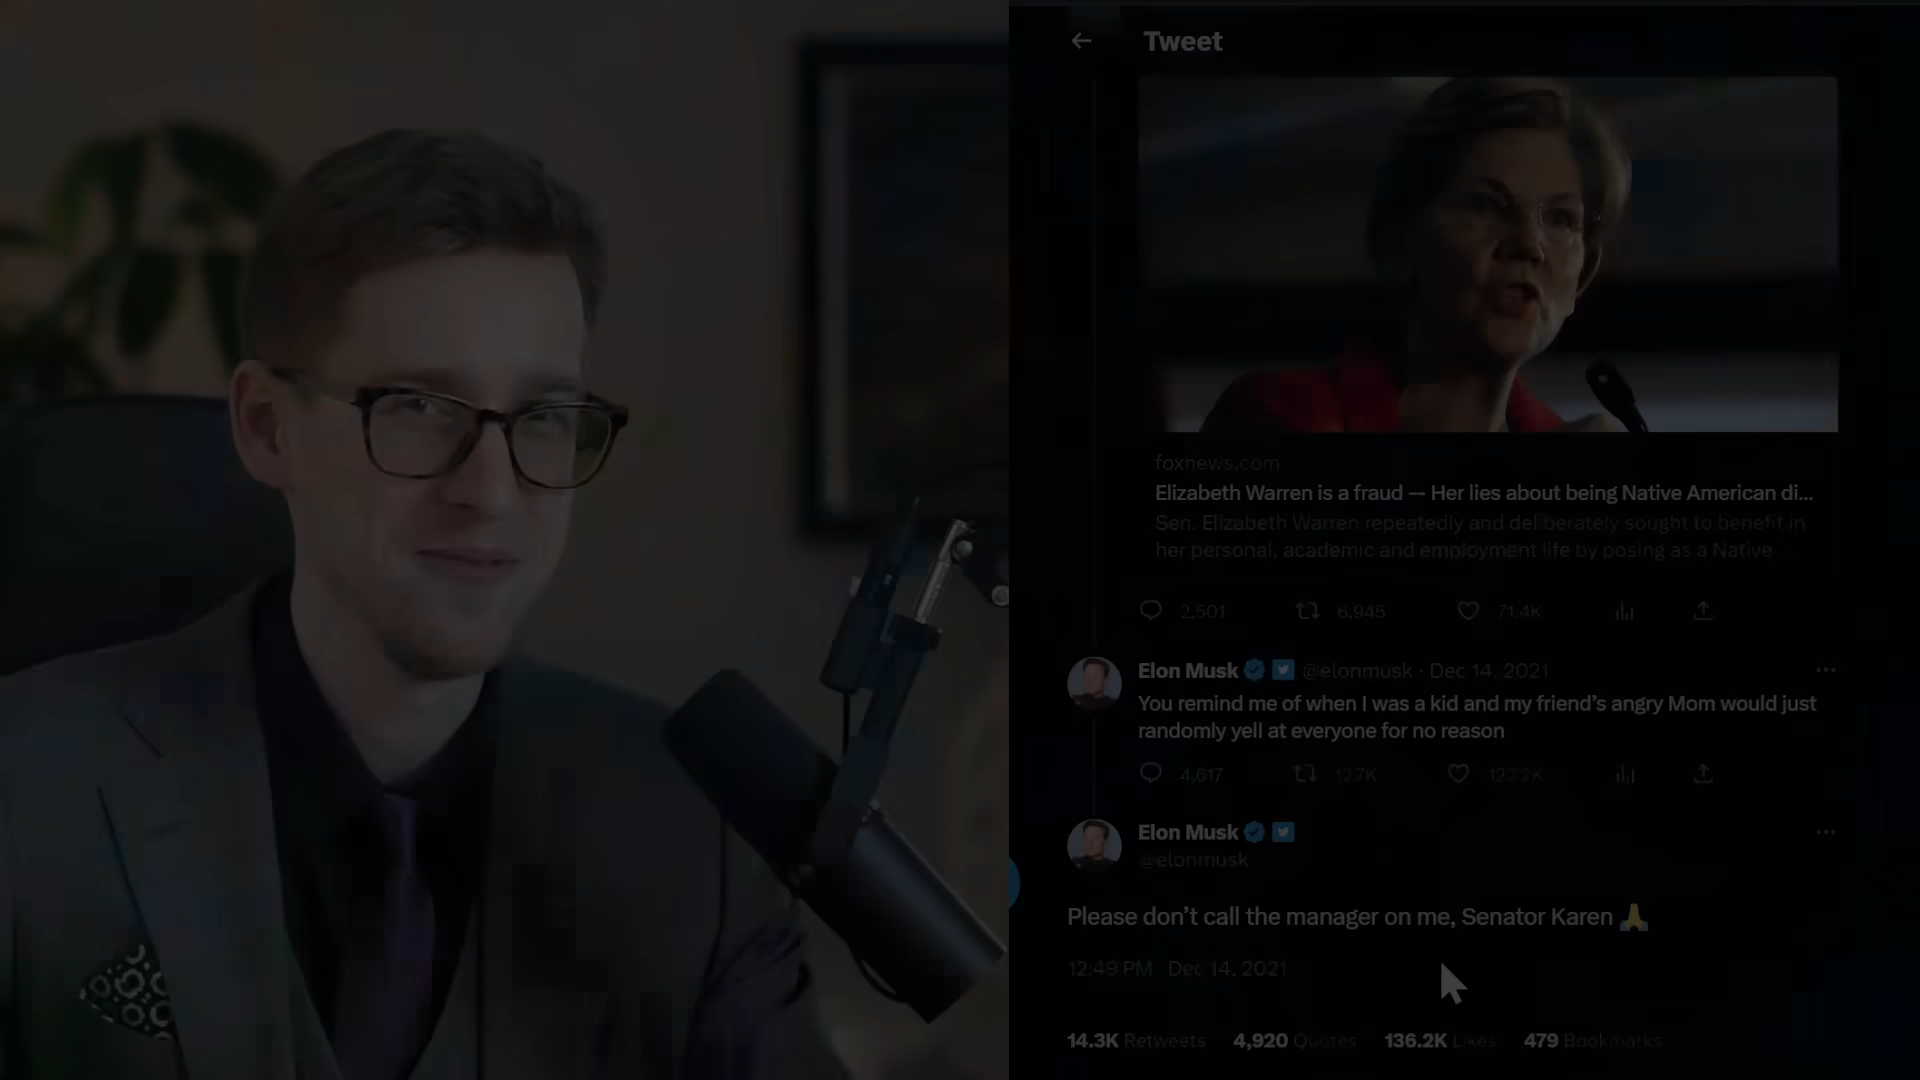 Tweet
foxnews.com
Elizabeth Warren is a fraud -- Her lies about being Native American di...
Sen. Elizabeth Warren repeatedly and deliberately sought to benefit in
her personal, academic and employment life by posing as a Native
2,501 6,945 71.4K
Elon Musk @elonmusk · Dec 14, 2021
You remind me of when I was a kid and my friend's angry Mom would just
randomly yell at everyone for no reason
4,617 12.7K 122.2K
Elon Musk
@elonmusk
Please don't call the manager on me, Senator Karen 🙏
12:49 PM · Dec 14, 2021
14.3K Retweets 4,920 Quotes 136.2K Likes 479 Bookmarks